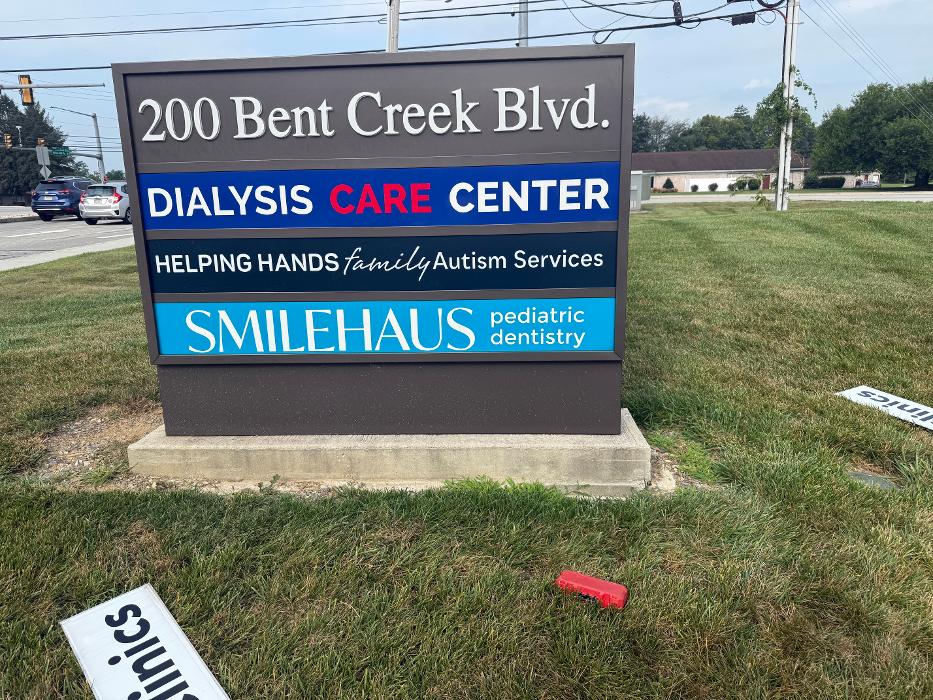 200 Bent Creek Blvd.
DIALYSIS CARE CENTER
HELPING HANDS family Autism Services
SMILEHAUS pediatric
dentistry